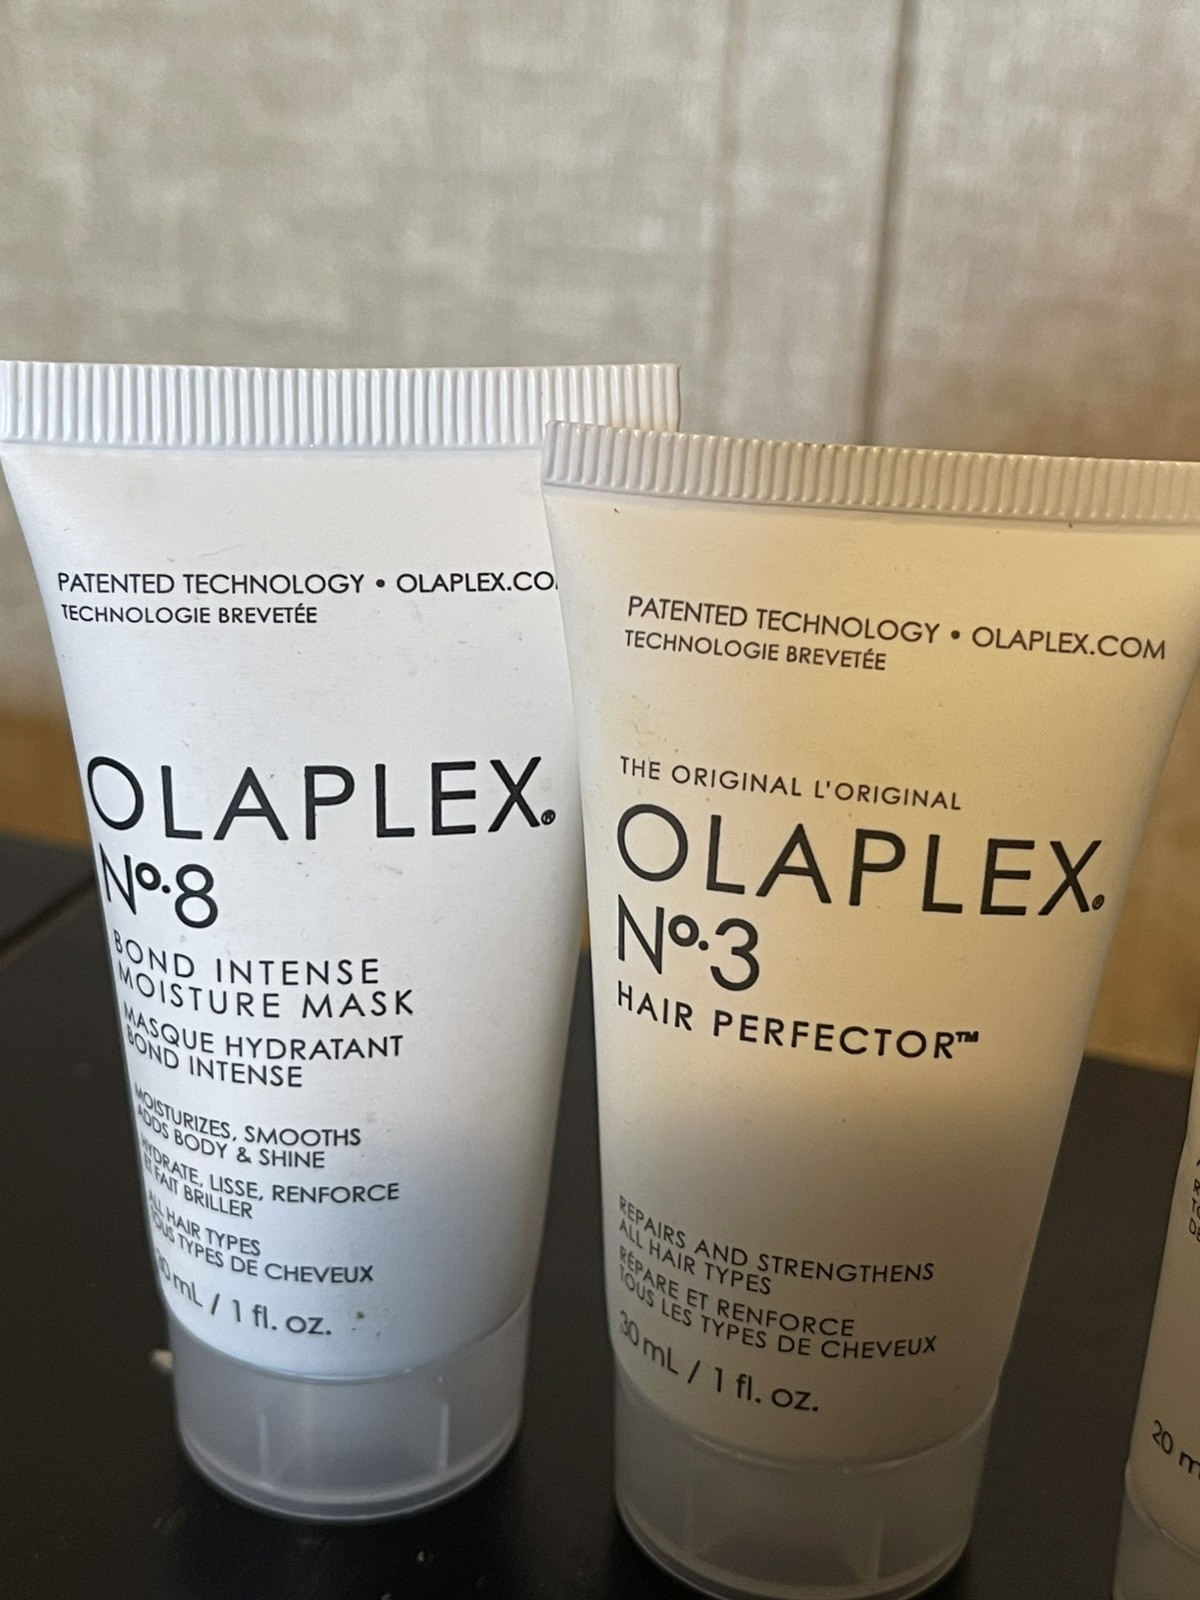 PATENTED TECHNOLOGY • OLAPLEX.CO
TECHNOLOGIE BREVETÉE
OLAPLEX®
Nº.8
BOND INTENSE
MOISTURE MASK
MASQUE HYDRATANT
BOND INTENSE
MOISTURIZES, SMOOTHS
ADDS BODY & SHINE
HYDRATE, LISSE, RENFORCE
ET FAIT BRILLER
ALL HAIR TYPES
TOUS TYPES DE CHEVEUX
30 mL / 1 fl. oz.
PATENTED TECHNOLOGY • OLAPLEX.COM
TECHNOLOGIE BREVETÉE
THE ORIGINAL L'ORIGINAL
OLAPLEX®
Nº.3
HAIR PERFECTOR™
REPAIRS AND STRENGTHENS
ALL HAIR TYPES
RÉPARE ET RENFORCE
TOUS LES TYPES DE CHEVEUX
30 mL / 1 fl. oz.
20 m